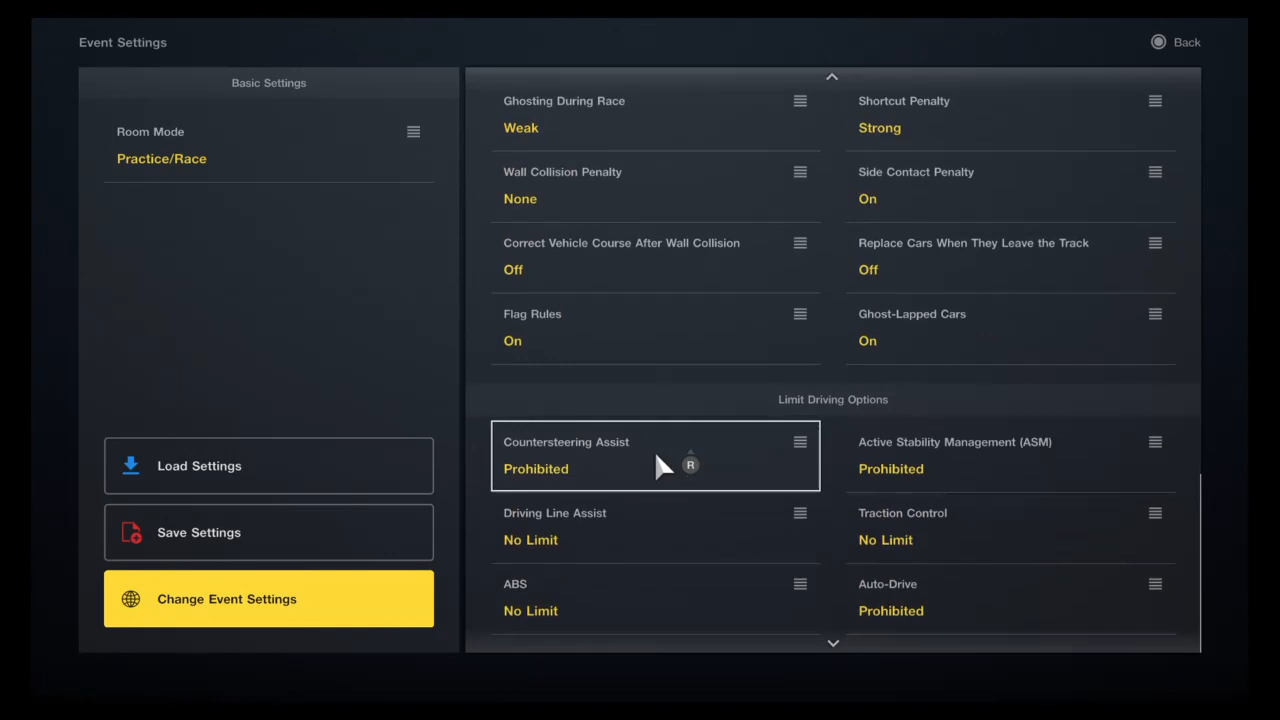 Event Settings
Back
Basic Settings
Room Mode
Practice/Race
Load Settings
Save Settings
Change Event Settings
Ghosting During Race
Weak
Shortcut Penalty
Strong
Wall Collision Penalty
None
Side Contact Penalty
On
Correct Vehicle Course After Wall Collision
Off
Replace Cars When They Leave the Track
Off
Flag Rules
On
Ghost-Lapped Cars
On
Limit Driving Options
Countersteering Assist
Prohibited
R
Active Stability Management (ASM)
Prohibited
Driving Line Assist
No Limit
Traction Control
No Limit
ABS
No Limit
Auto-Drive
Prohibited